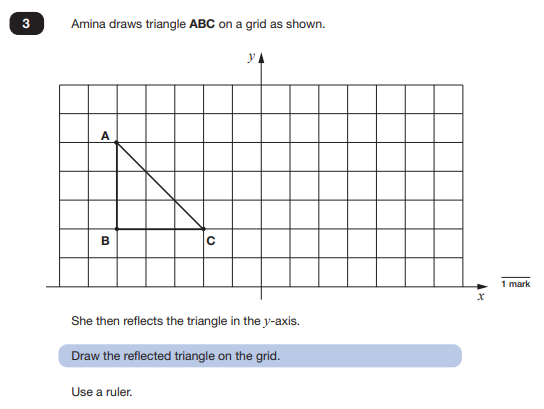 3
Amina draws triangle ABC on a grid as shown.
y
A
B
C
x
1 mark
She then reflects the triangle in the y-axis.
Draw the reflected triangle on the grid.
Use a ruler.